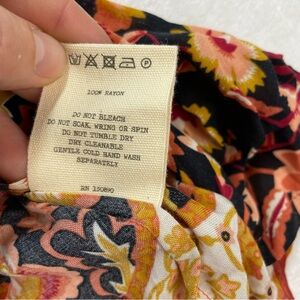 100% RAYON
-
DO NOT BLEACH
DO NOT SOAK, WRING OR SPIN
DO NOT TUMBLE DRY
DRY CLEANABLE
GENTLE COLD HAND WASH
SEPARATELY
RN 150890